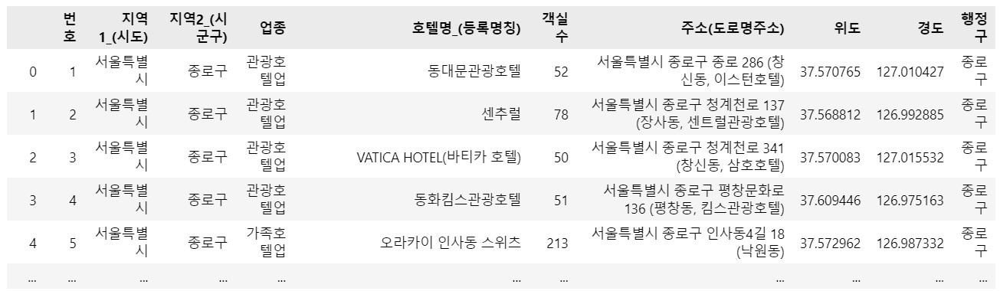 번호 지역1_(시도) 지역2_(시군구) 업종 호텔명_(등록명칭) 객실수 주소(도로명주소) 위도 경도 행정구
0 1 서울특별시 종로구 관광호텔업 동대문관광호텔 52 서울특별시 종로구 종로 286 (창신동, 이스턴호텔) 37.570765 127.010427 종로구
1 2 서울특별시 종로구 관광호텔업 센추럴 78 서울특별시 종로구 청계천로 137 (장사동, 센트럴관광호텔) 37.568812 126.992885 종로구
2 3 서울특별시 종로구 관광호텔업 VATICA HOTEL(바티카 호텔) 50 서울특별시 종로구 청계천로 341 (창신동, 삼호호텔) 37.570083 127.015532 종로구
3 4 서울특별시 종로구 관광호텔업 동화킴스관광호텔 51 서울특별시 종로구 평창문화로 136 (평창동, 킴스관광호텔) 37.609446 126.975163 종로구
4 5 서울특별시 종로구 가족호텔업 오라카이 인사동 스위츠 213 서울특별시 종로구 인사동4길 18 (낙원동) 37.572962 126.987332 종로구
... ... ... ... ... ... ... ... ... ... ...